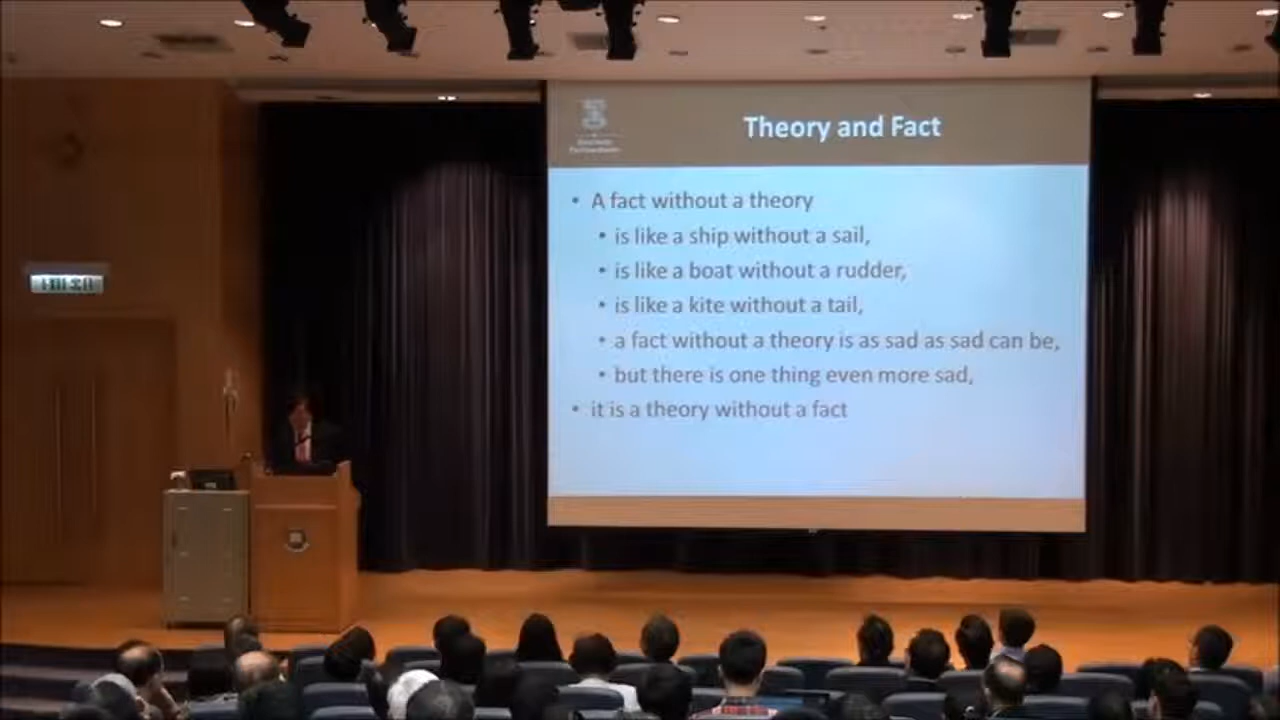 Theory and Fact
• A fact without a theory
• is like a ship without a sail,
• is like a boat without a rudder,
• is like a kite without a tail,
• a fact without a theory is as sad as sad can be,
• but there is one thing even more sad,
• it is a theory without a fact